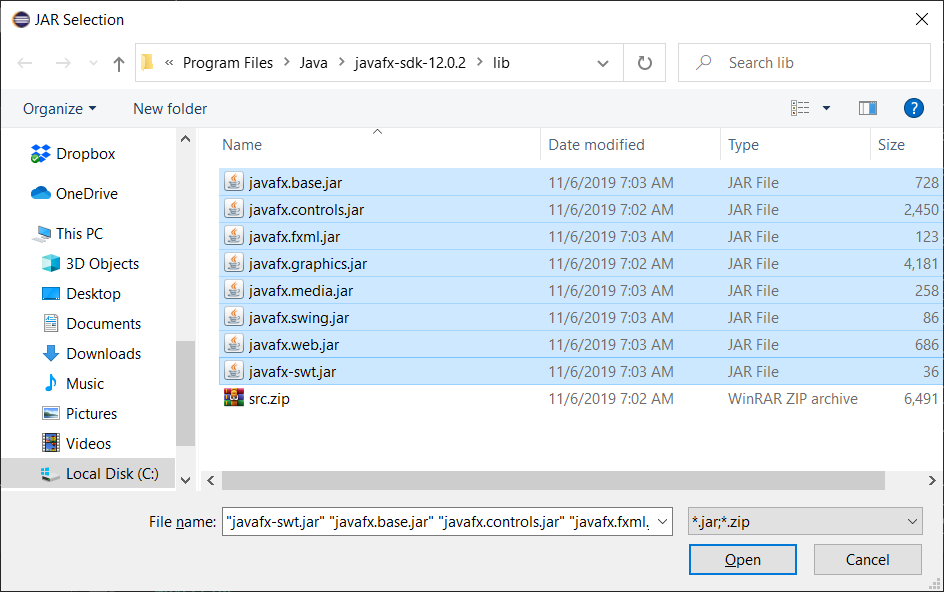 JAR Selection
« Program Files > Java > javafx-sdk-12.0.2 > lib
Search lib
Organize
New folder
?
Name
Date modified
Type
Size
Dropbox
OneDrive
This PC
3D Objects
Desktop
Documents
Downloads
Music
Pictures
Videos
Local Disk (C:)
javafx.base.jar 11/6/2019 7:03 AM JAR File 728
javafx.controls.jar 11/6/2019 7:02 AM JAR File 2,450
javafx.fxml.jar 11/6/2019 7:03 AM JAR File 123
javafx.graphics.jar 11/6/2019 7:02 AM JAR File 4,181
javafx.media.jar 11/6/2019 7:03 AM JAR File 258
javafx.swing.jar 11/6/2019 7:03 AM JAR File 86
javafx.web.jar 11/6/2019 7:03 AM JAR File 686
javafx-swt.jar 11/6/2019 7:03 AM JAR File 36
src.zip 11/6/2019 7:02 AM WinRAR ZIP archive 6,491
File name: "javafx-swt.jar" "javafx.base.jar" "javafx.controls.jar" "javafx.fxml.
*.jar;*.zip
Open
Cancel